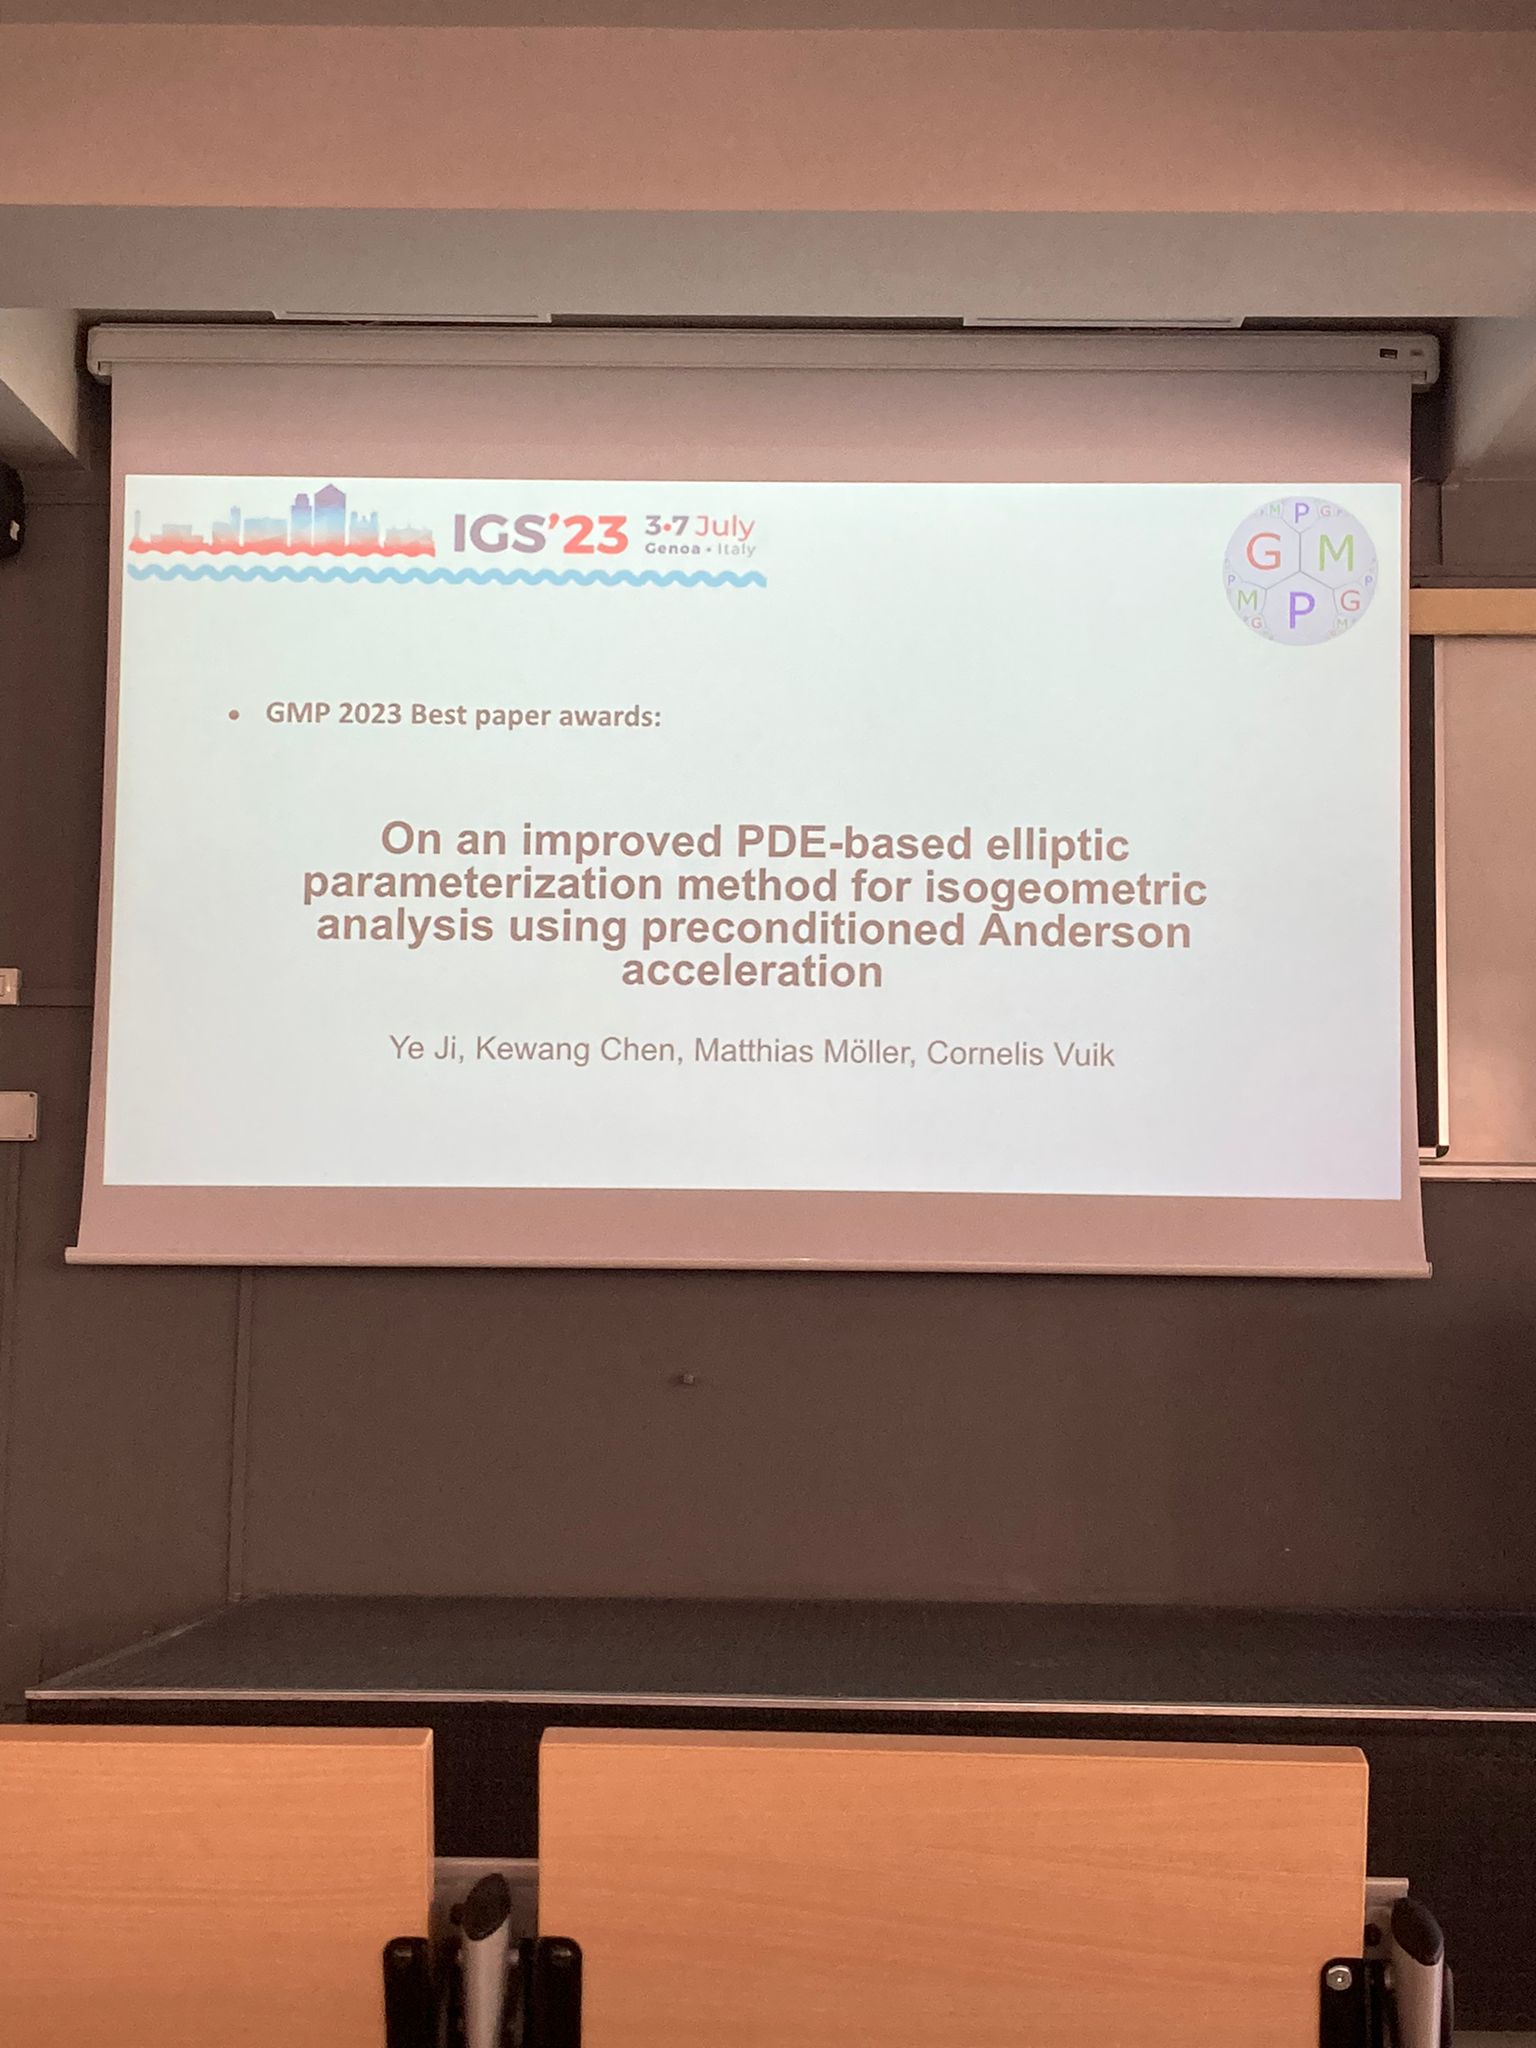 IGS’23 3•7 July
Genoa • Italy
P
M P G P
G M
P P
M P G
G M
• GMP 2023 Best paper awards:
On an improved PDE-based elliptic
parameterization method for isogeometric
analysis using preconditioned Anderson
acceleration
Ye Ji, Kewang Chen, Matthias Möller, Cornelis Vuik